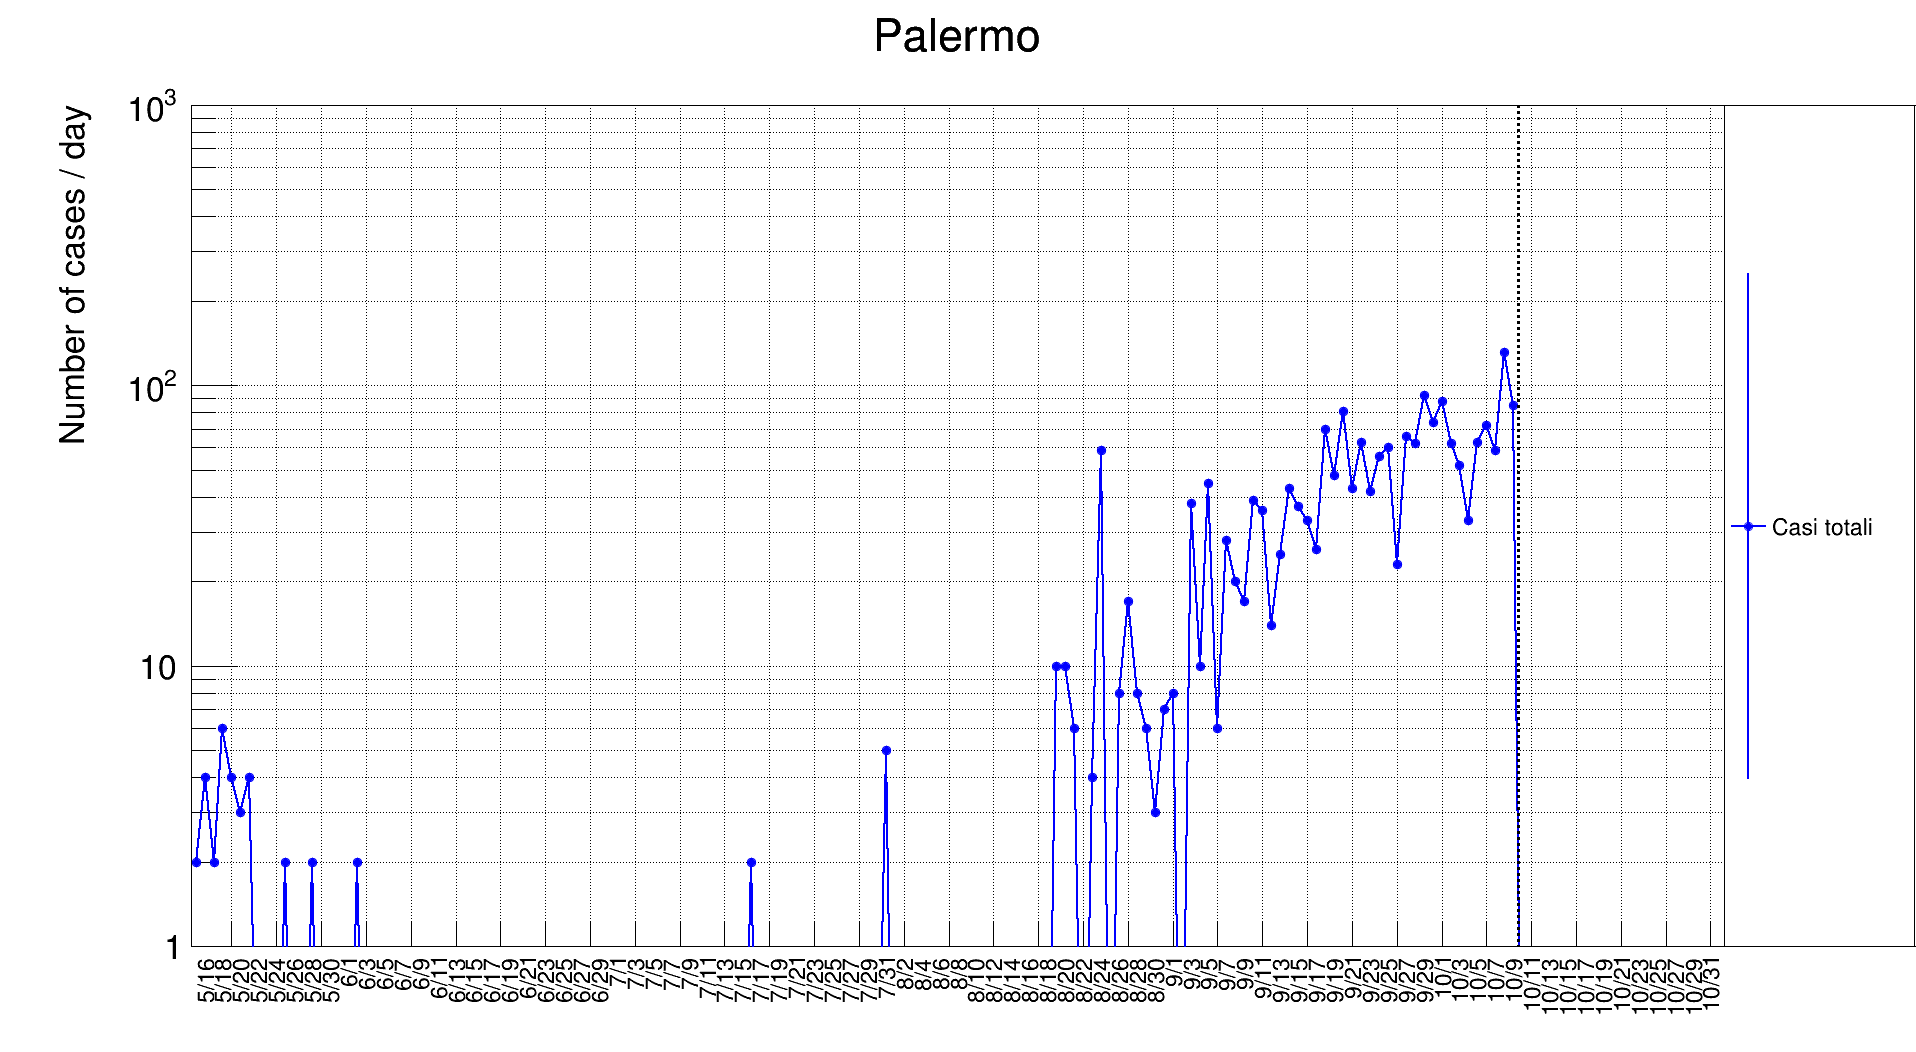 Palermo
Number of cases / day
10³
10²
10
1
5/16 5/18 5/20 5/22 5/24 5/26 5/28 5/30 6/1 6/3 6/5 6/7 6/9 6/11 6/13 6/15 6/17 6/19 6/21 6/23 6/25 6/27 6/29 7/1 7/3 7/5 7/7 7/9 7/11 7/13 7/15 7/17 7/19 7/21 7/23 7/25 7/27 7/29 7/31 8/2 8/4 8/6 8/8 8/10 8/12 8/14 8/16 8/18 8/20 8/22 8/24 8/26 8/28 8/30 9/1 9/3 9/5 9/7 9/9 9/11 9/13 9/15 9/17 9/19 9/21 9/23 9/25 9/27 9/29 10/1 10/3 10/5 10/7 10/9 10/11 10/13 10/15 10/17 10/19 10/21 10/23 10/25 10/27 10/29 10/31
Casi totali